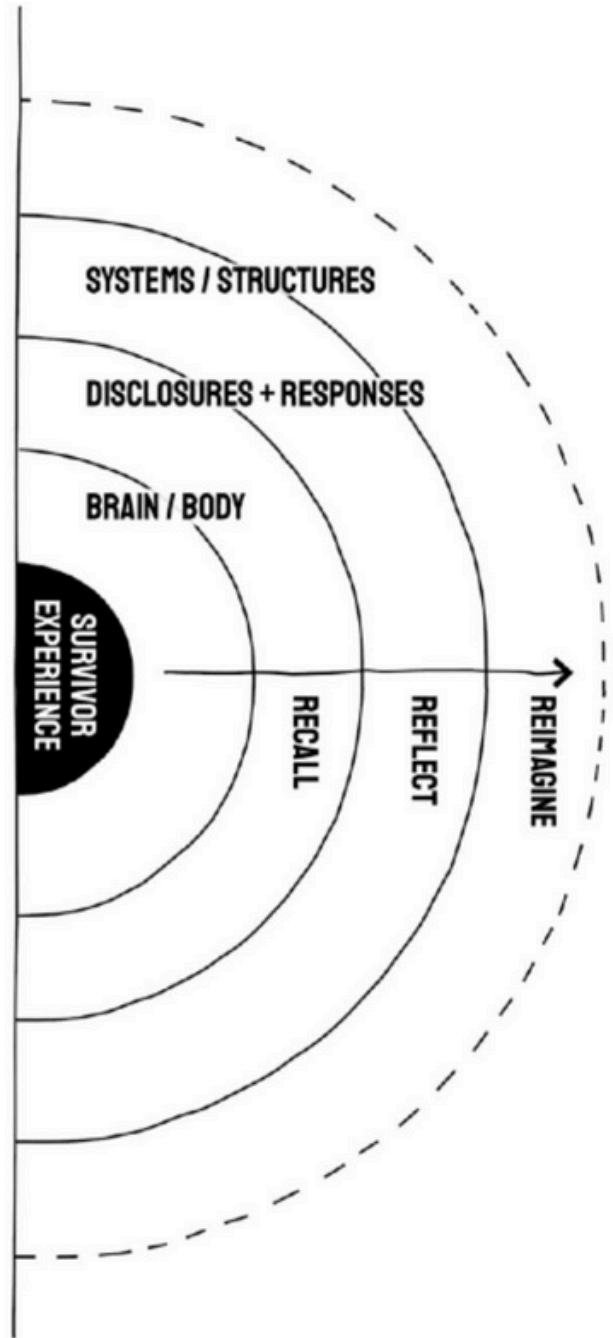 SYSTEMS / STRUCTURES
DISCLOSURES + RESPONSES
BRAIN / BODY
SURVIVOR
EXPERIENCE
RECALL
REFLECT
REIMAGINE